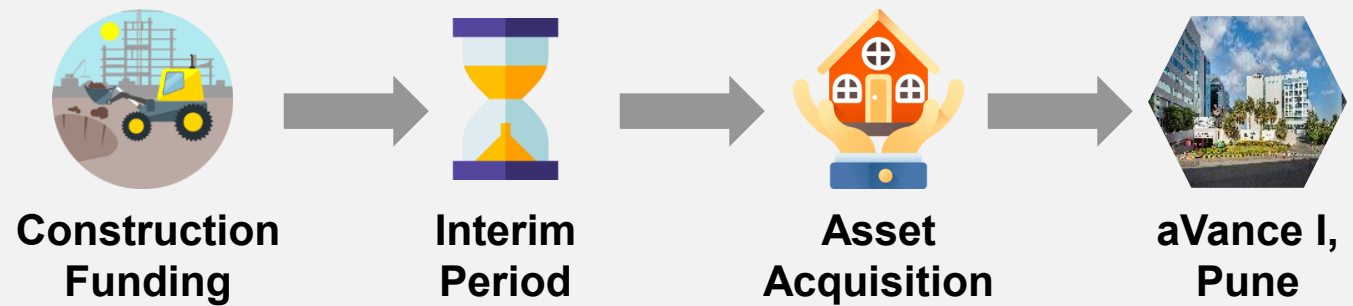 Construction
Funding
Interim
Period
Asset
Acquisition
aVance I,
Pune